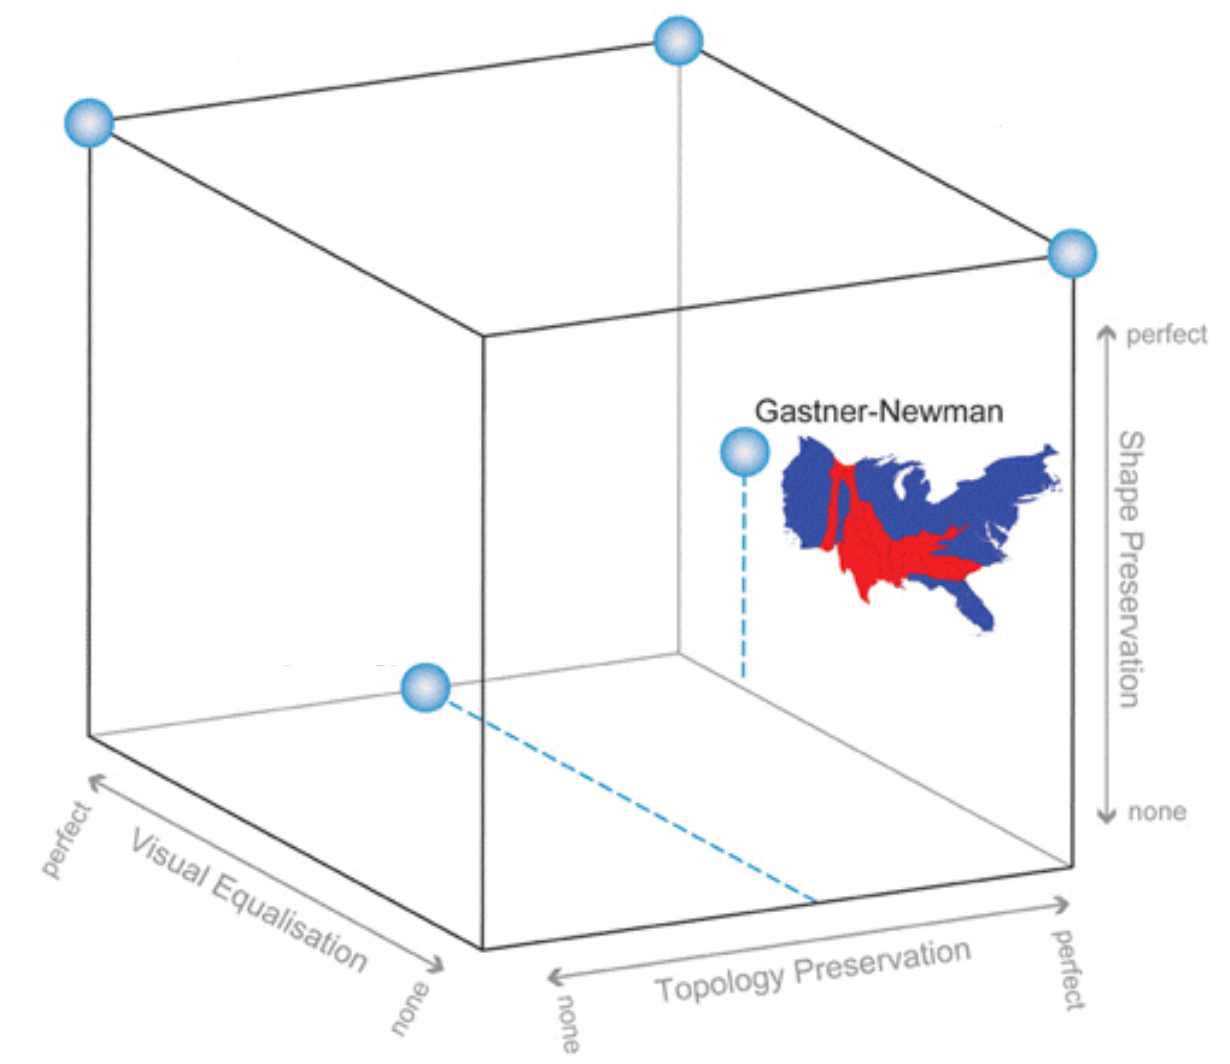 perfect
Gastner-Newman
Shape Preservation
none
perfect
Visual Equalisation
none
Topology Preservation
none
perfect